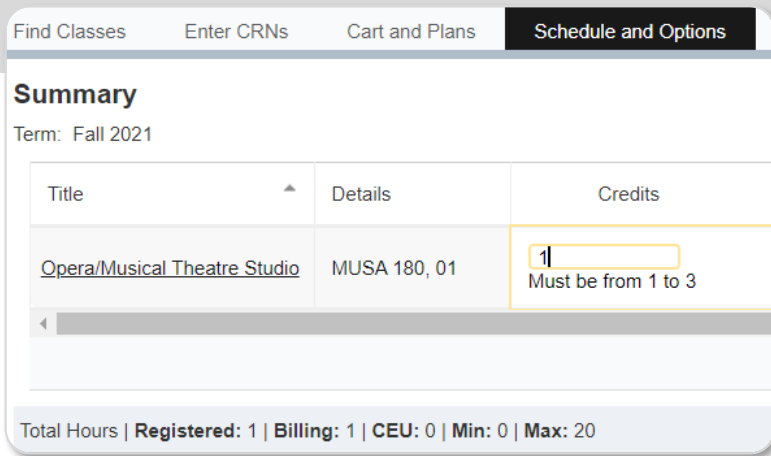 Find Classes Enter CRNs Cart and Plans Schedule and Options
Summary
Term: Fall 2021
Title Details Credits
Opera/Musical Theatre Studio MUSA 180, 01 1
Must be from 1 to 3
Total Hours | Registered: 1 | Billing: 1 | CEU: 0 | Min: 0 | Max: 20